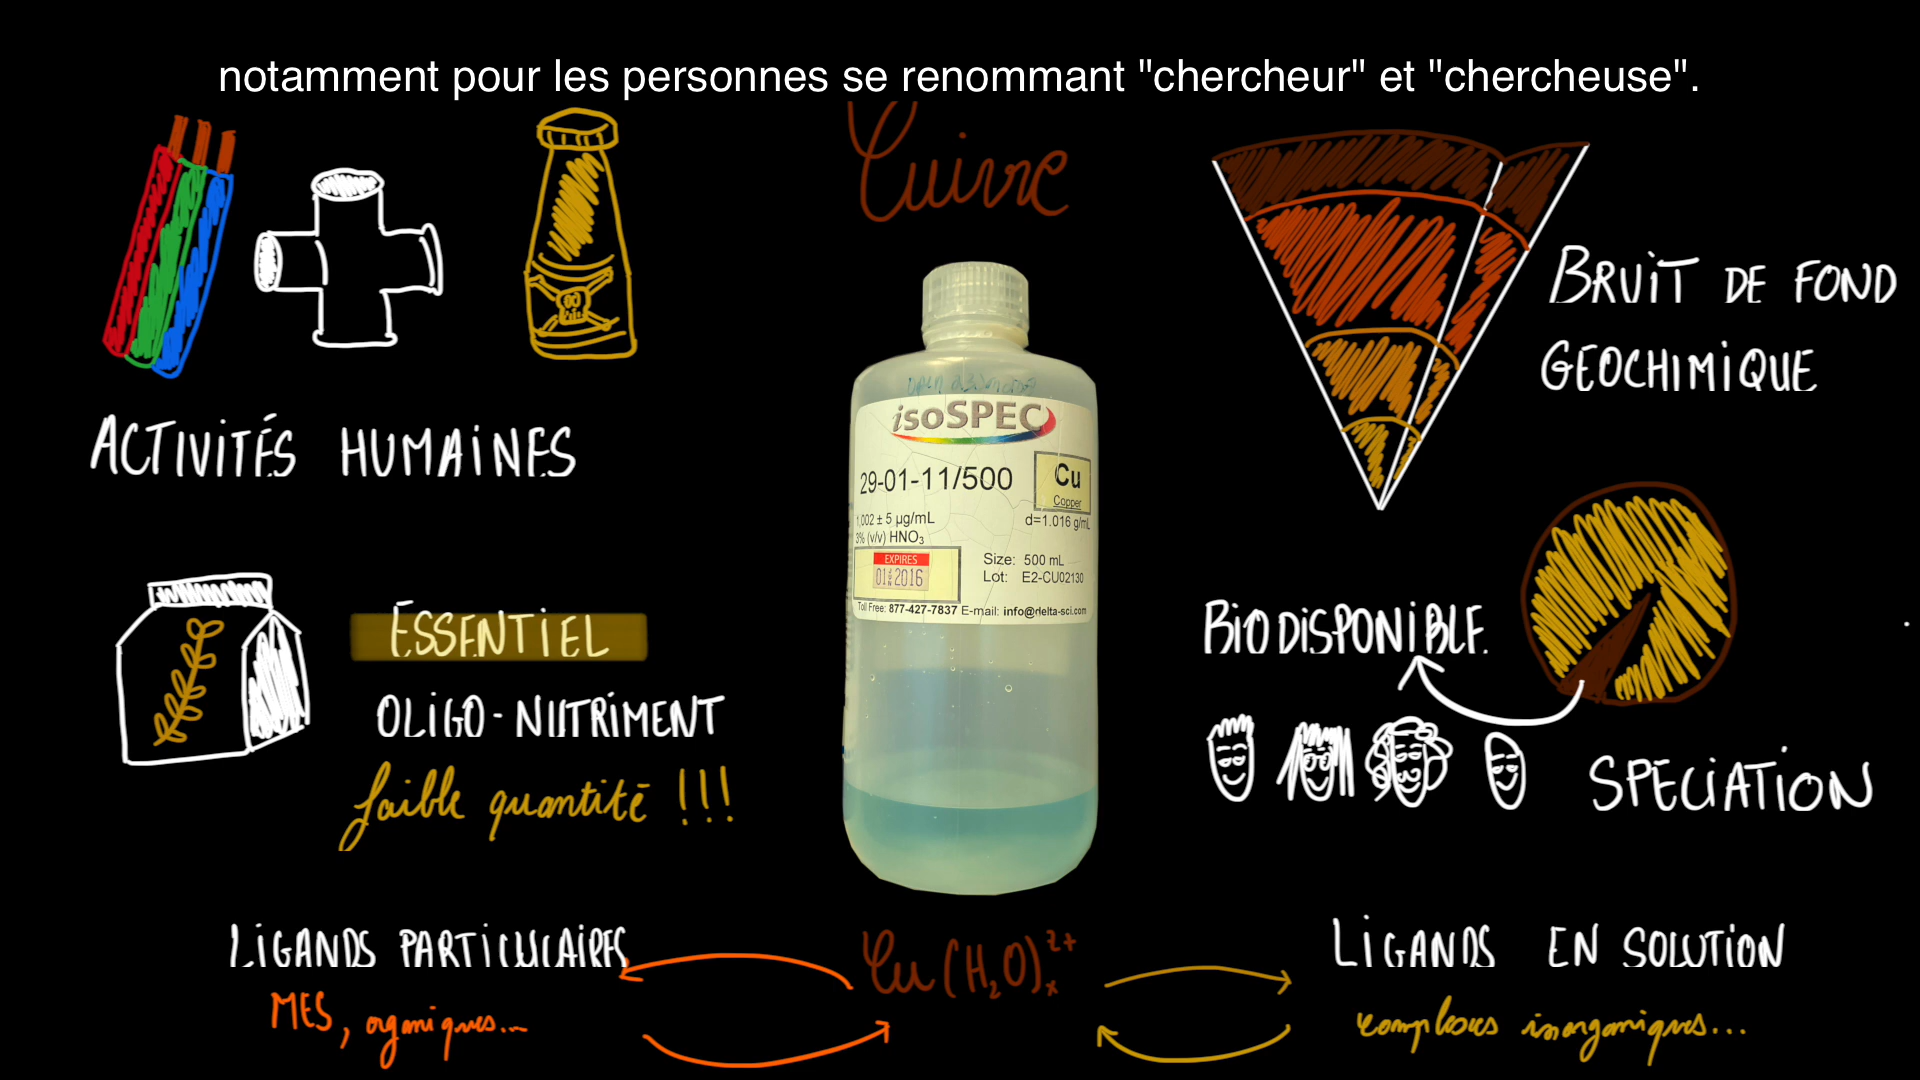 notamment pour les personnes se renommant "chercheur" et "chercheuse".
Cuivre
BRUIT DE FOND
GEOCHIMIQUE
ACTIVITÉS HUMAINES
isoSPEC
29-01-11/500
Cu
Copper
1,002 ± 5 µg/mL
d=1.016 g/mL
3% (v/v) HNO₃
EXPIRES
2016
Size: 500 mL
Lot: E2-CU02130
Toll Free: 877-427-7837 E-mail: info@delta-sci.com
ESSENTIEL
OLIGO-NUTRIMENT
faible quantité !!!
BIODISPONIBLE
SPECIATION
LIGANDS PARTICULAIRES
MES, organiques...
Cu(H₂O)ₓ²⁺
LIGANDS EN SOLUTION
complexes inorganiques...